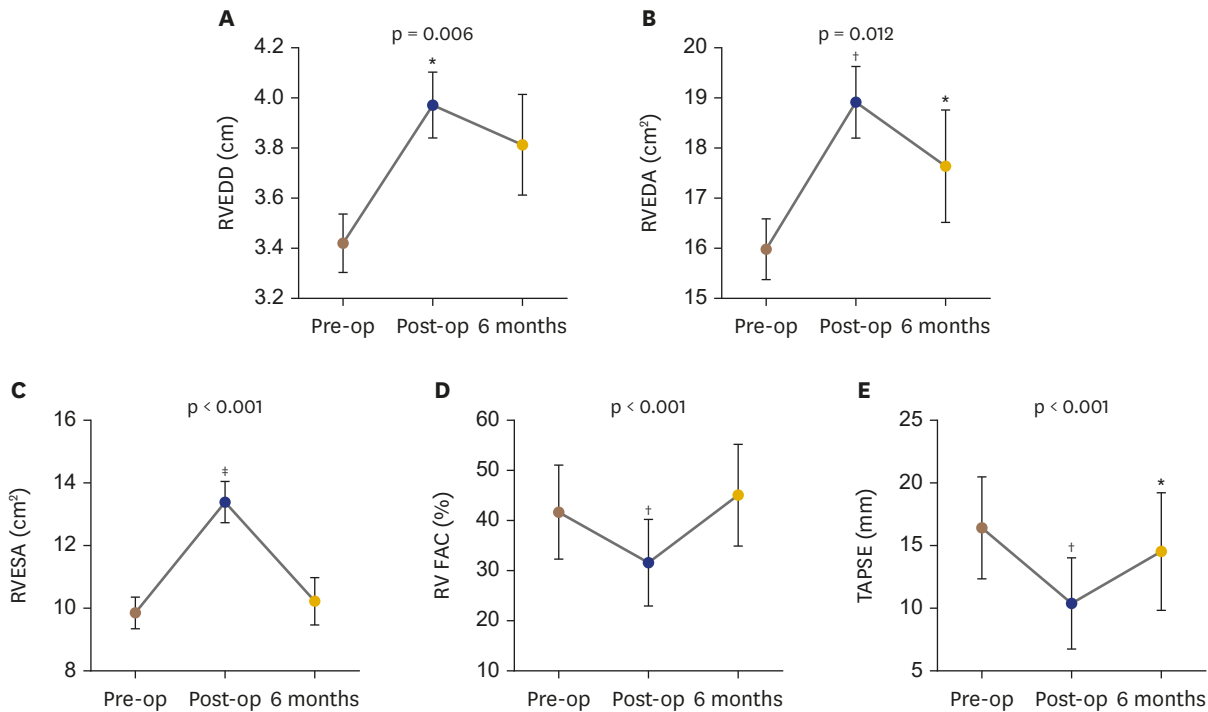 A
p = 0.006
4.2
4.0
3.8
3.6
3.4
3.2
RVEDD (cm)
*
Pre-op Post-op 6 months
B
p = 0.012
20
19
18
17
16
15
RVEDA (cm²)
†
*
Pre-op Post-op 6 months
C
p < 0.001
16
14
12
10
8
RVESA (cm²)
‡
Pre-op Post-op 6 months
D
p < 0.001
60
50
40
30
20
10
RV FAC (%)
†
Pre-op Post-op 6 months
E
p < 0.001
25
20
15
10
5
TAPSE (mm)
†
*
Pre-op Post-op 6 months